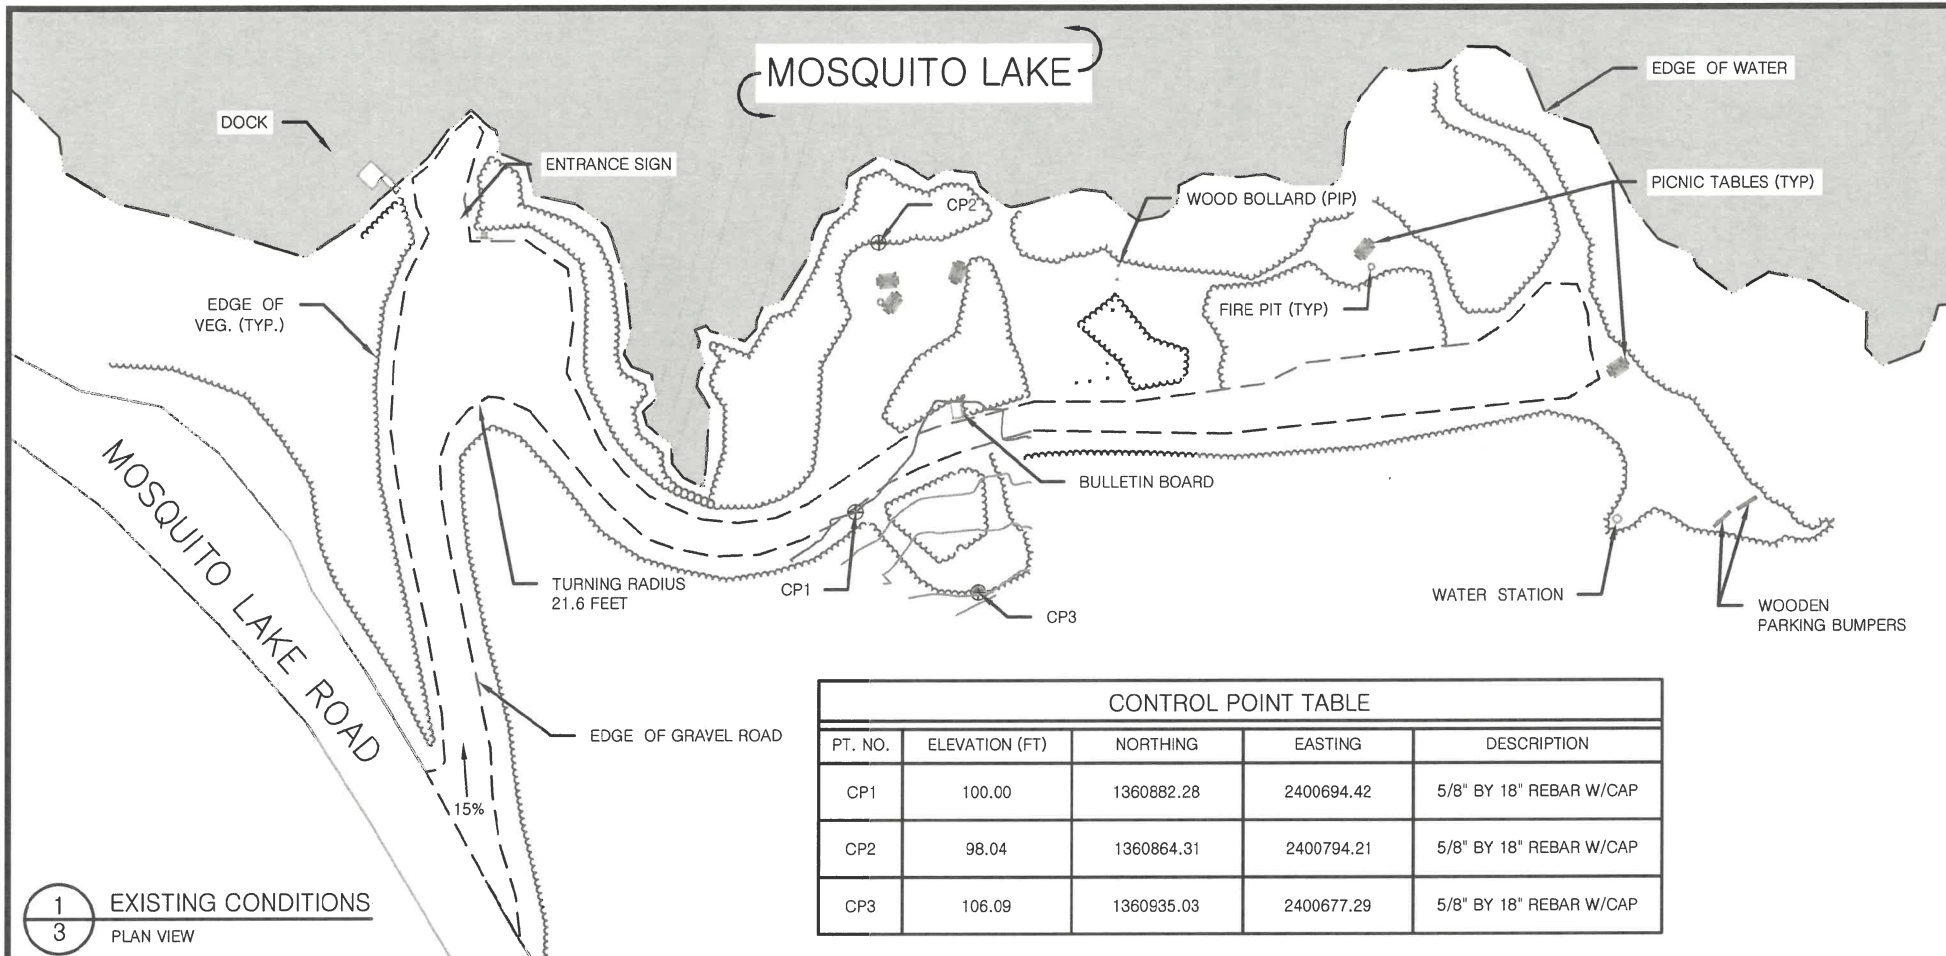 MOSQUITO LAKE
EDGE OF WATER
DOCK
ENTRANCE SIGN
PICNIC TABLES (TYP)
WOOD BOLLARD (PIP)
CP2
EDGE OF
VEG. (TYP.)
FIRE PIT (TYP)
MOSQUITO LAKE ROAD
BULLETIN BOARD
TURNING RADIUS
21.6 FEET
CP1
CP3
WATER STATION
WOODEN
PARKING BUMPERS
EDGE OF GRAVEL ROAD
15%
CONTROL POINT TABLE
PT. NO. ELEVATION (FT) NORTHING EASTING DESCRIPTION
CP1 100.00 1360882.28 2400694.42 5/8" BY 18" REBAR W/CAP
CP2 98.04 1360864.31 2400794.21 5/8" BY 18" REBAR W/CAP
CP3 106.09 1360935.03 2400677.29 5/8" BY 18" REBAR W/CAP
1
3
EXISTING CONDITIONS
PLAN VIEW